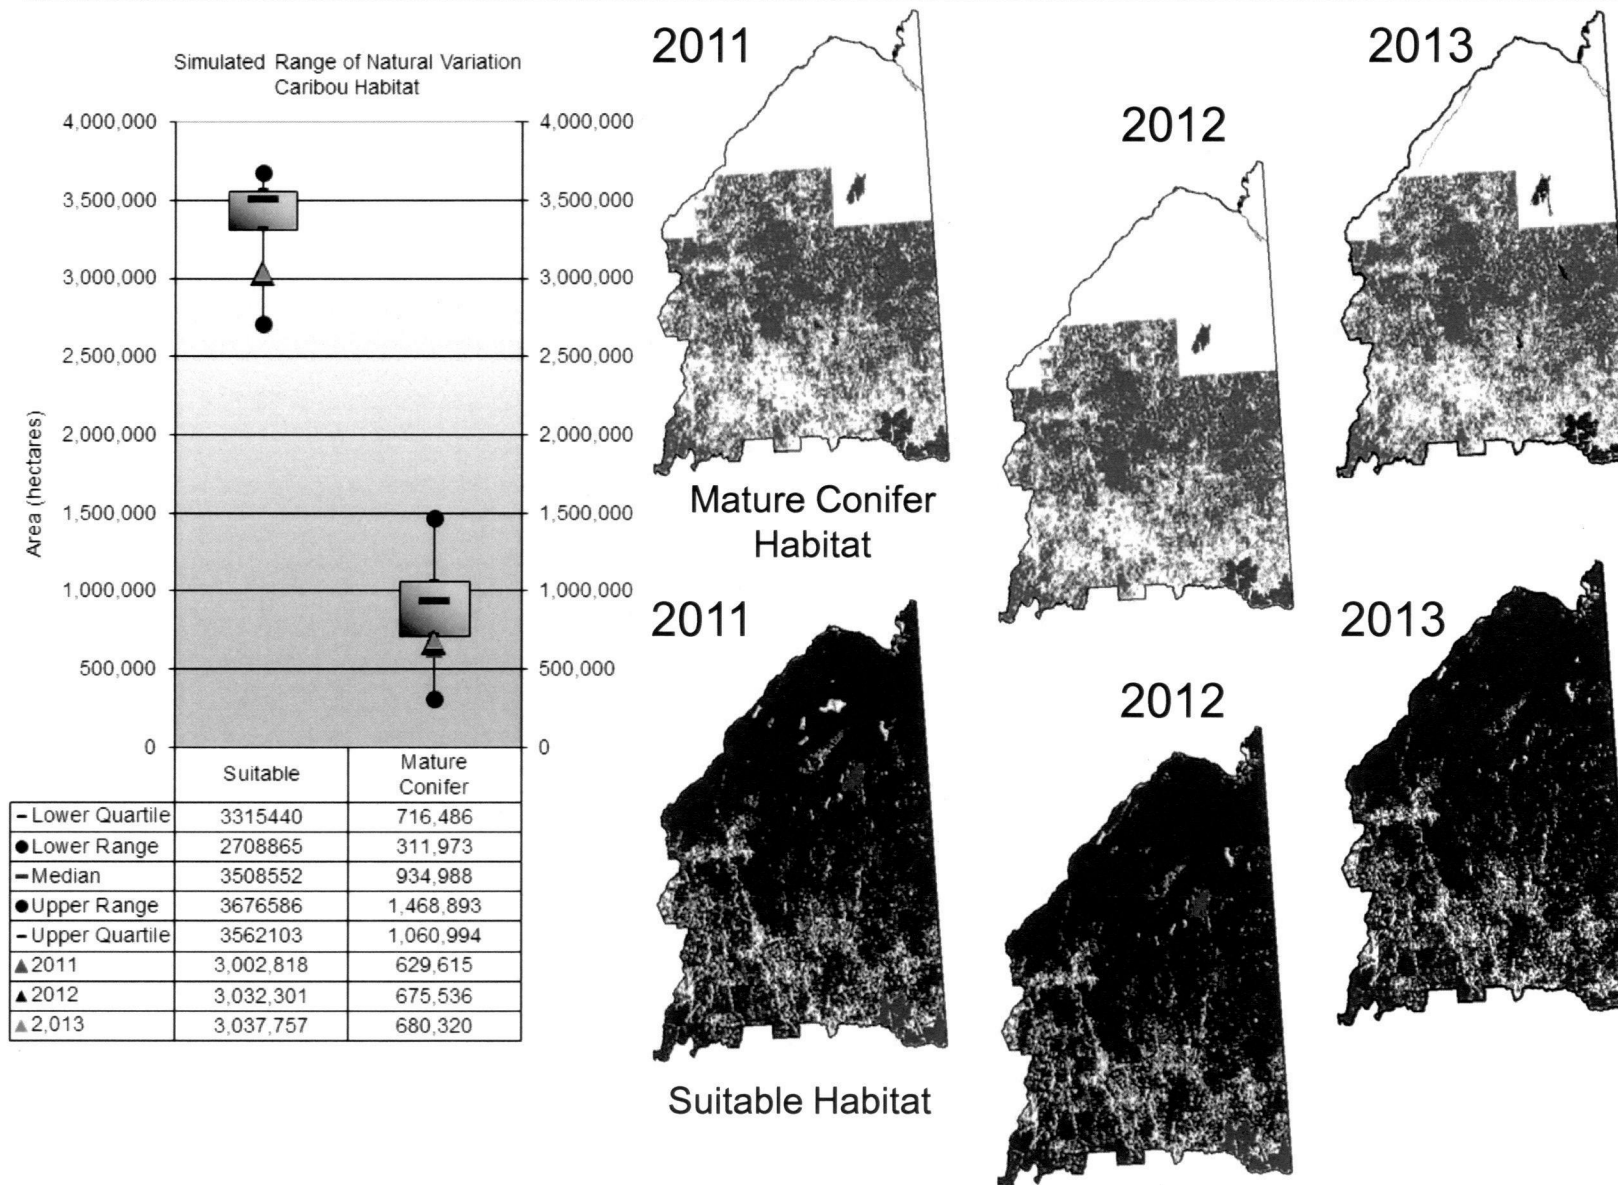 Simulated Range of Natural Variation
Caribou Habitat
Area (hectares)
4,000,000
3,500,000
3,000,000
2,500,000
2,000,000
1,500,000
1,000,000
500,000
0
4,000,000
3,500,000
3,000,000
2,500,000
2,000,000
1,500,000
1,000,000
500,000
0
Suitable Mature
Conifer
Lower Quartile 3315440 716,486
Lower Range 2708865 311,973
Median 3508552 934,988
Upper Range 3676586 1,468,893
Upper Quartile 3562103 1,060,994
2011 3,002,818 629,615
2012 3,032,301 675,536
2,013 3,037,757 680,320
2011
2012
2013
Mature Conifer
Habitat
2011
2012
2013
Suitable Habitat